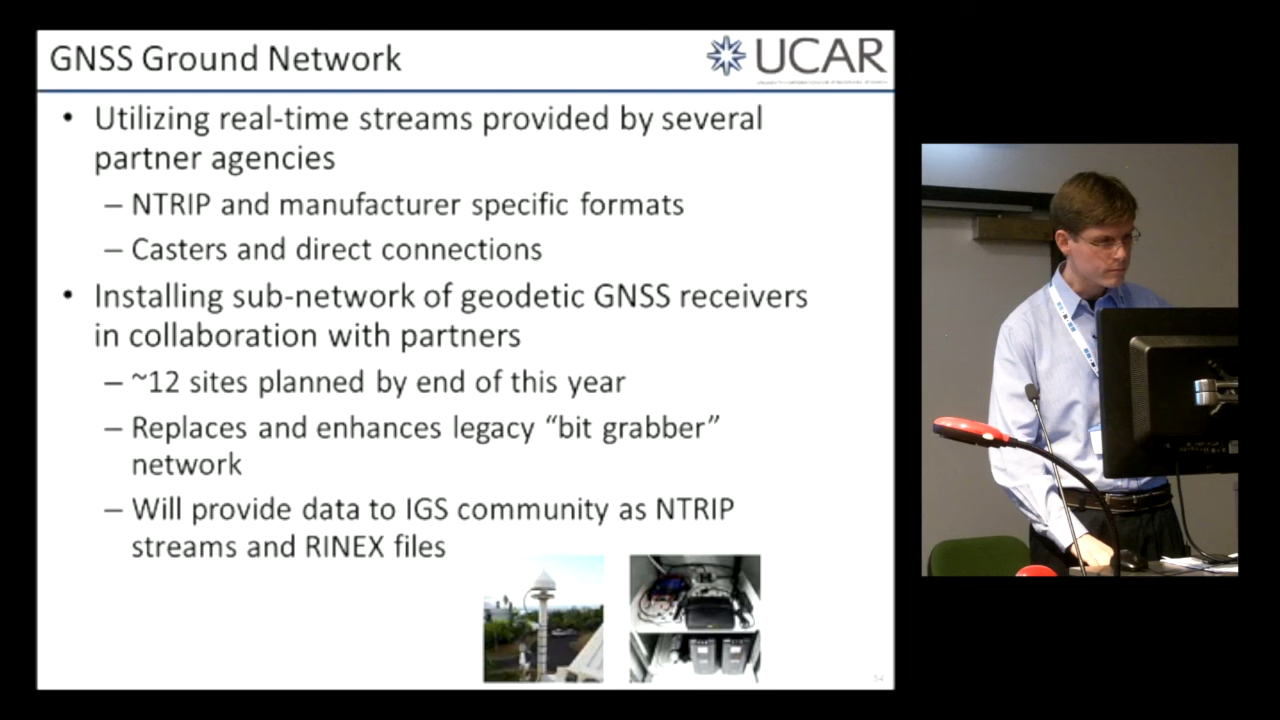 GNSS Ground Network
UCAR
• Utilizing real-time streams provided by several
partner agencies
– NTRIP and manufacturer specific formats
– Casters and direct connections
• Installing sub-network of geodetic GNSS receivers
in collaboration with partners
– ~12 sites planned by end of this year
– Replaces and enhances legacy “bit grabber”
network
– Will provide data to IGS community as NTRIP
streams and RINEX files
54